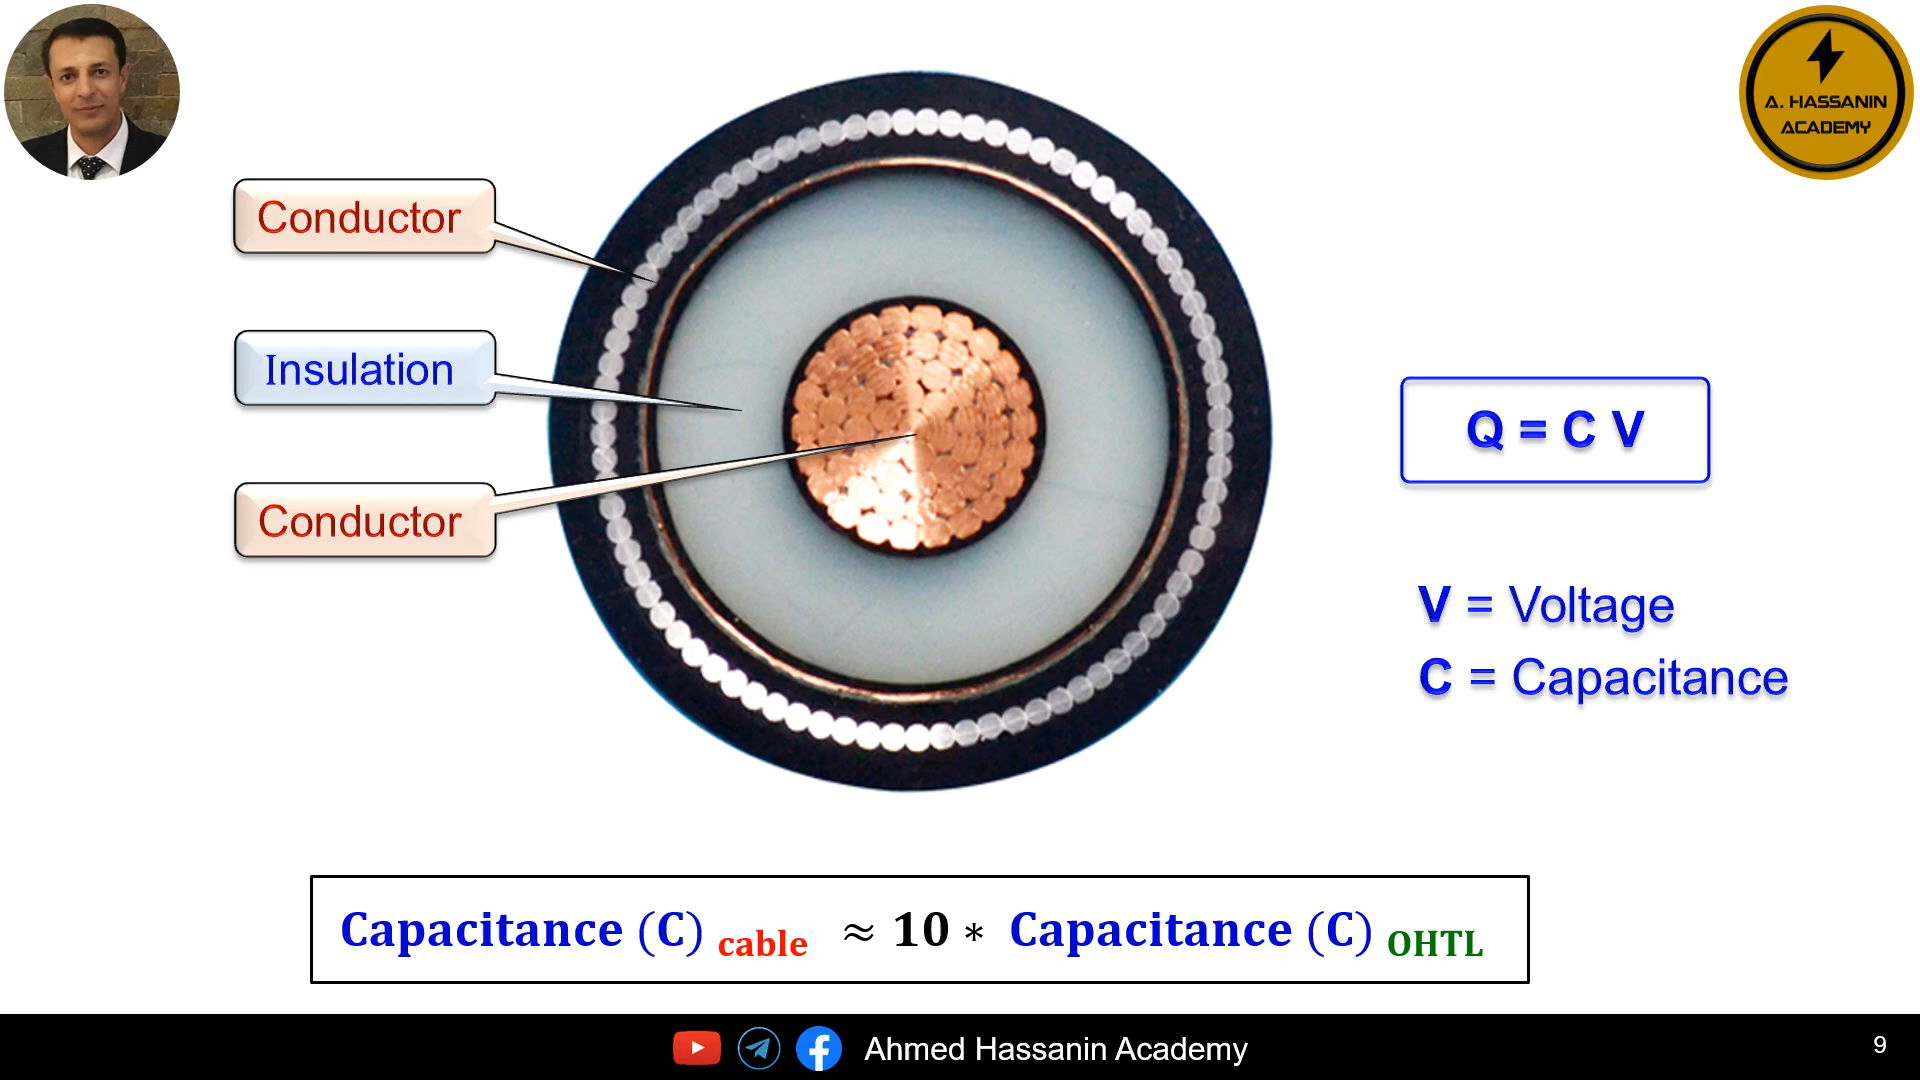 A. HASSANIN
ACADEMY
Conductor
Insulation
Conductor
Q = C V
V = Voltage
C = Capacitance
Capacitance (C) cable ≈ 10 * Capacitance (C) OHTL
Ahmed Hassanin Academy
9